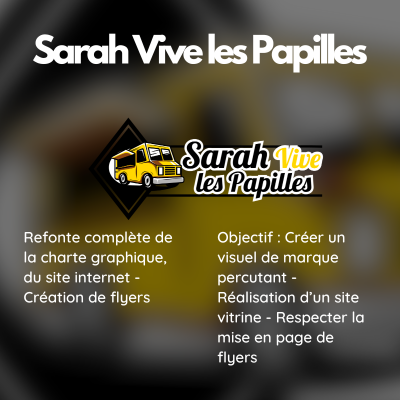 Sarah Vive les Papilles
Sarah Vive
les Papilles
Refonte complète de
la charte graphique,
du site internet -
Création de flyers
Objectif : Créer un
visuel de marque
percutant -
Réalisation d'un site
vitrine - Respecter la
mise en page de
flyers